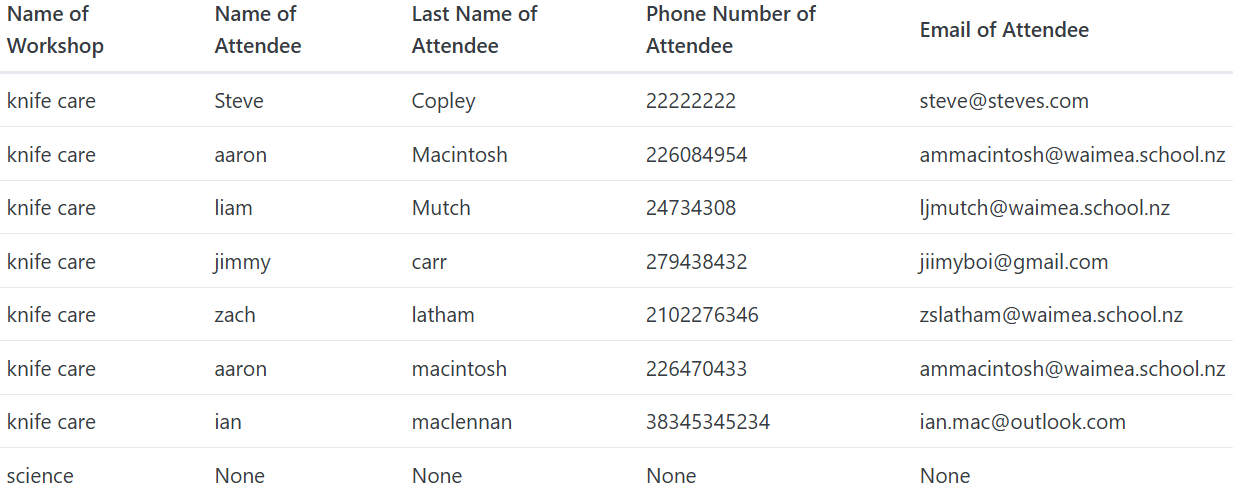 Name of Workshop Name of Attendee Last Name of Attendee Phone Number of Attendee Email of Attendee
knife care Steve Copley 22222222 steve@steves.com
knife care aaron Macintosh 226084954 ammacintosh@waimea.school.nz
knife care liam Mutch 24734308 ljmutch@waimea.school.nz
knife care jimmy carr 279438432 jiimyboi@gmail.com
knife care zach latham 2102276346 zslatham@waimea.school.nz
knife care aaron macintosh 226470433 ammacintosh@waimea.school.nz
knife care ian maclennan 38345345234 ian.mac@outlook.com
science None None None None